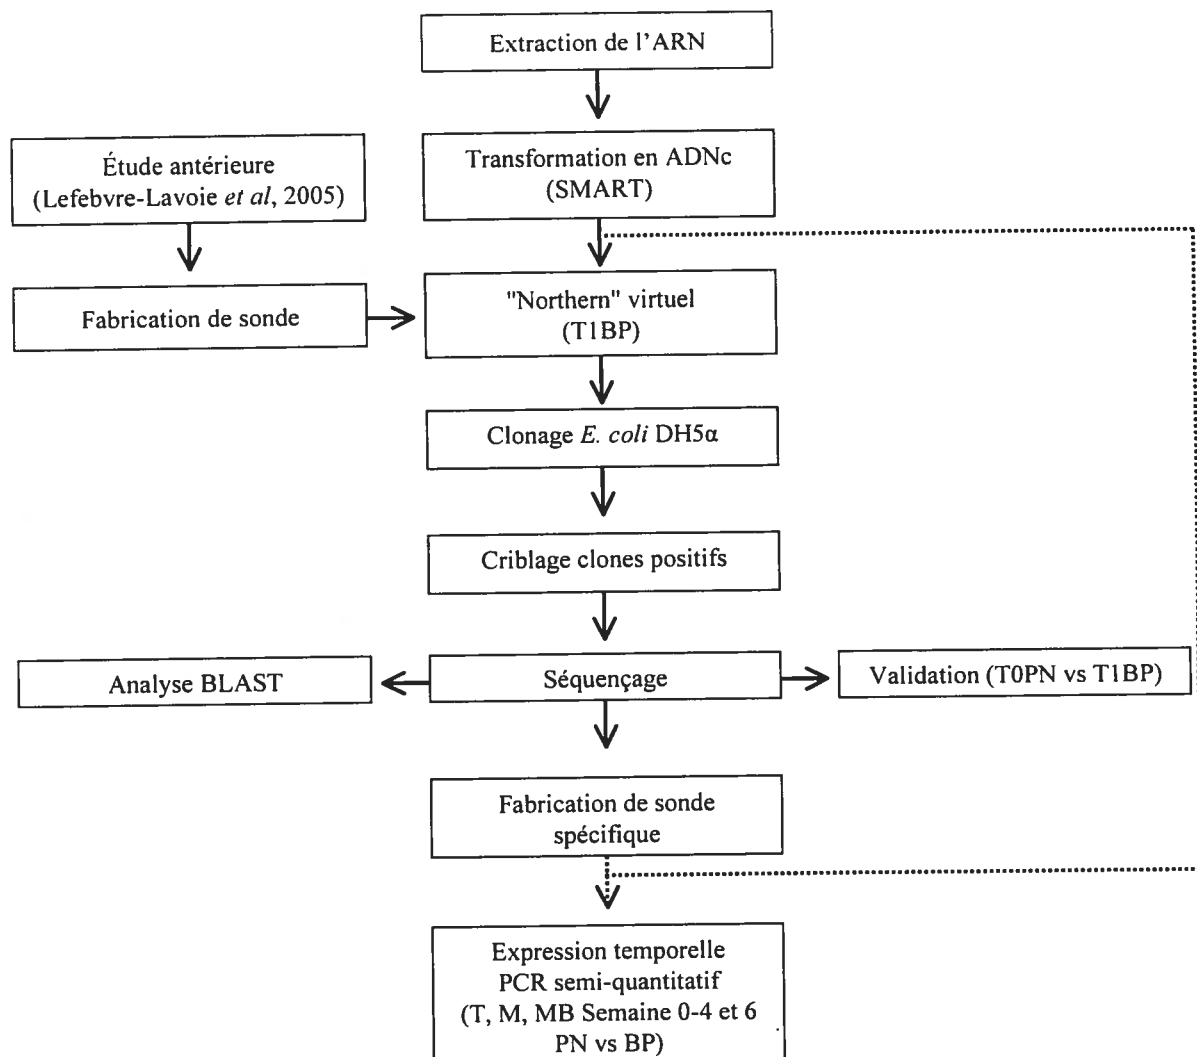 Extraction de l'ARN
Étude antérieure
(Lefebvre-Lavoie et al, 2005)
Transformation en ADNc
(SMART)
Fabrication de sonde
"Northern" virtuel
(T1BP)
Clonage E. coli DH5α
Criblage clones positifs
Analyse BLAST
Séquençage
Validation (T0PN vs T1BP)
Fabrication de sonde
spécifique
Expression temporelle
PCR semi-quantitatif
(T, M, MB Semaine 0-4 et 6
PN vs BP)